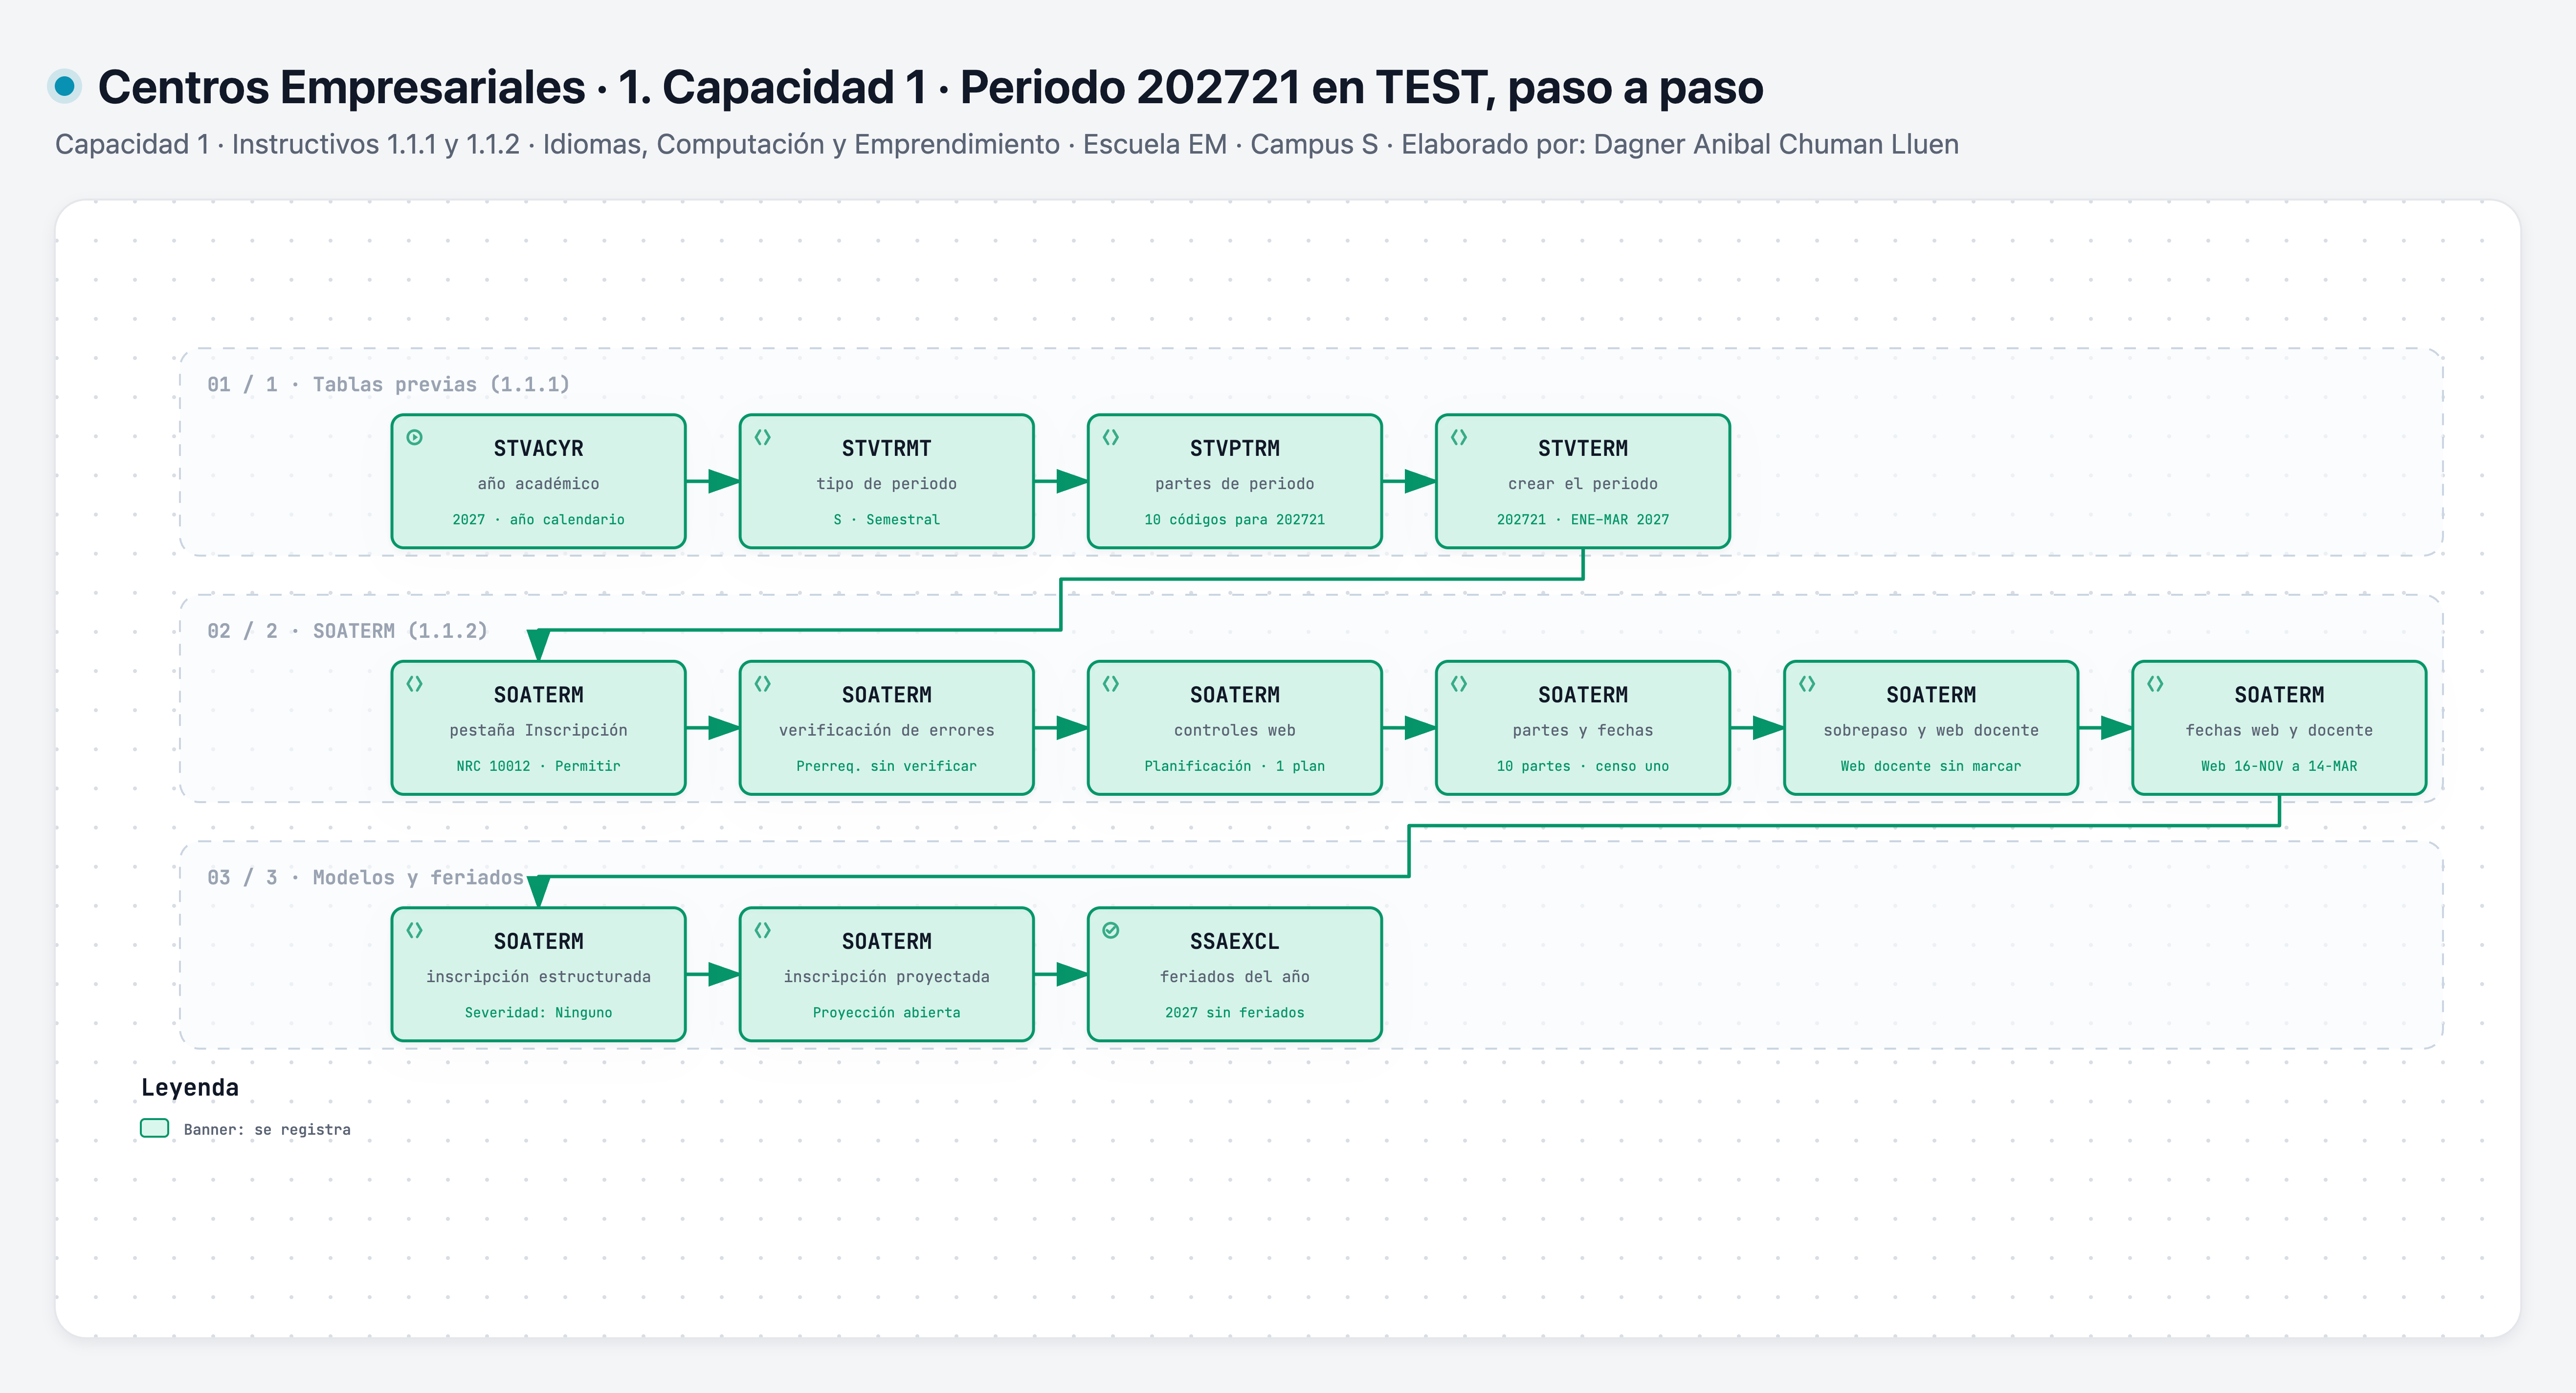 Centros Empresariales · 1. Capacidad 1 · Periodo 202721 en TEST, paso a paso
Capacidad 1 · Instructivos 1.1.1 y 1.1.2 · Idiomas, Computación y Emprendimiento · Escuela EM · Campus S · Elaborado por: Dagner Anibal Chuman Lluen
01 / 1 · Tablas previas (1.1.1)
STVACYR
año académico
2027 · año calendario
STVTRMT
tipo de periodo
S · Semestral
STVPTRM
partes de periodo
10 códigos para 202721
STVTERM
crear el periodo
202721 · ENE-MAR 2027
02 / 2 · SOATERM (1.1.2)
SOATERM
pestaña Inscripción
NRC 10012 · Permitir
SOATERM
verificación de errores
Prerreq. sin verificar
SOATERM
controles web
Planificación · 1 plan
SOATERM
partes y fechas
10 partes · censo uno
SOATERM
sobrepaso y web docente
Web docente sin marcar
SOATERM
fechas web y docente
Web 16-NOV a 14-MAR
03 / 3 · Modelos y feriados
SOATERM
inscripción estructurada
Severidad: Ninguno
SOATERM
inscripción proyectada
Proyección abierta
SSAEXCL
feriados del año
2027 sin feriados
Leyenda
Banner: se registra